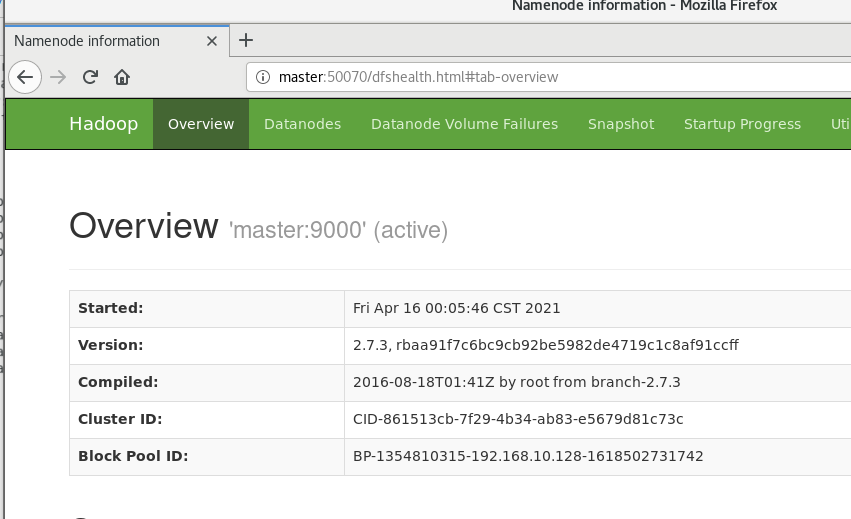 Namenode information - Mozilla Firefox
Namenode information
master:50070/dfshealth.html#tab-overview
Hadoop Overview Datanodes Datanode Volume Failures Snapshot Startup Progress Uti
Overview 'master:9000' (active)
Started: Fri Apr 16 00:05:46 CST 2021
Version: 2.7.3, rbaa91f7c6bc9cb92be5982de4719c1c8af91ccff
Compiled: 2016-08-18T01:41Z by root from branch-2.7.3
Cluster ID: CID-861513cb-7f29-4b34-ab83-e5679d81c73c
Block Pool ID: BP-1354810315-192.168.10.128-1618502731742